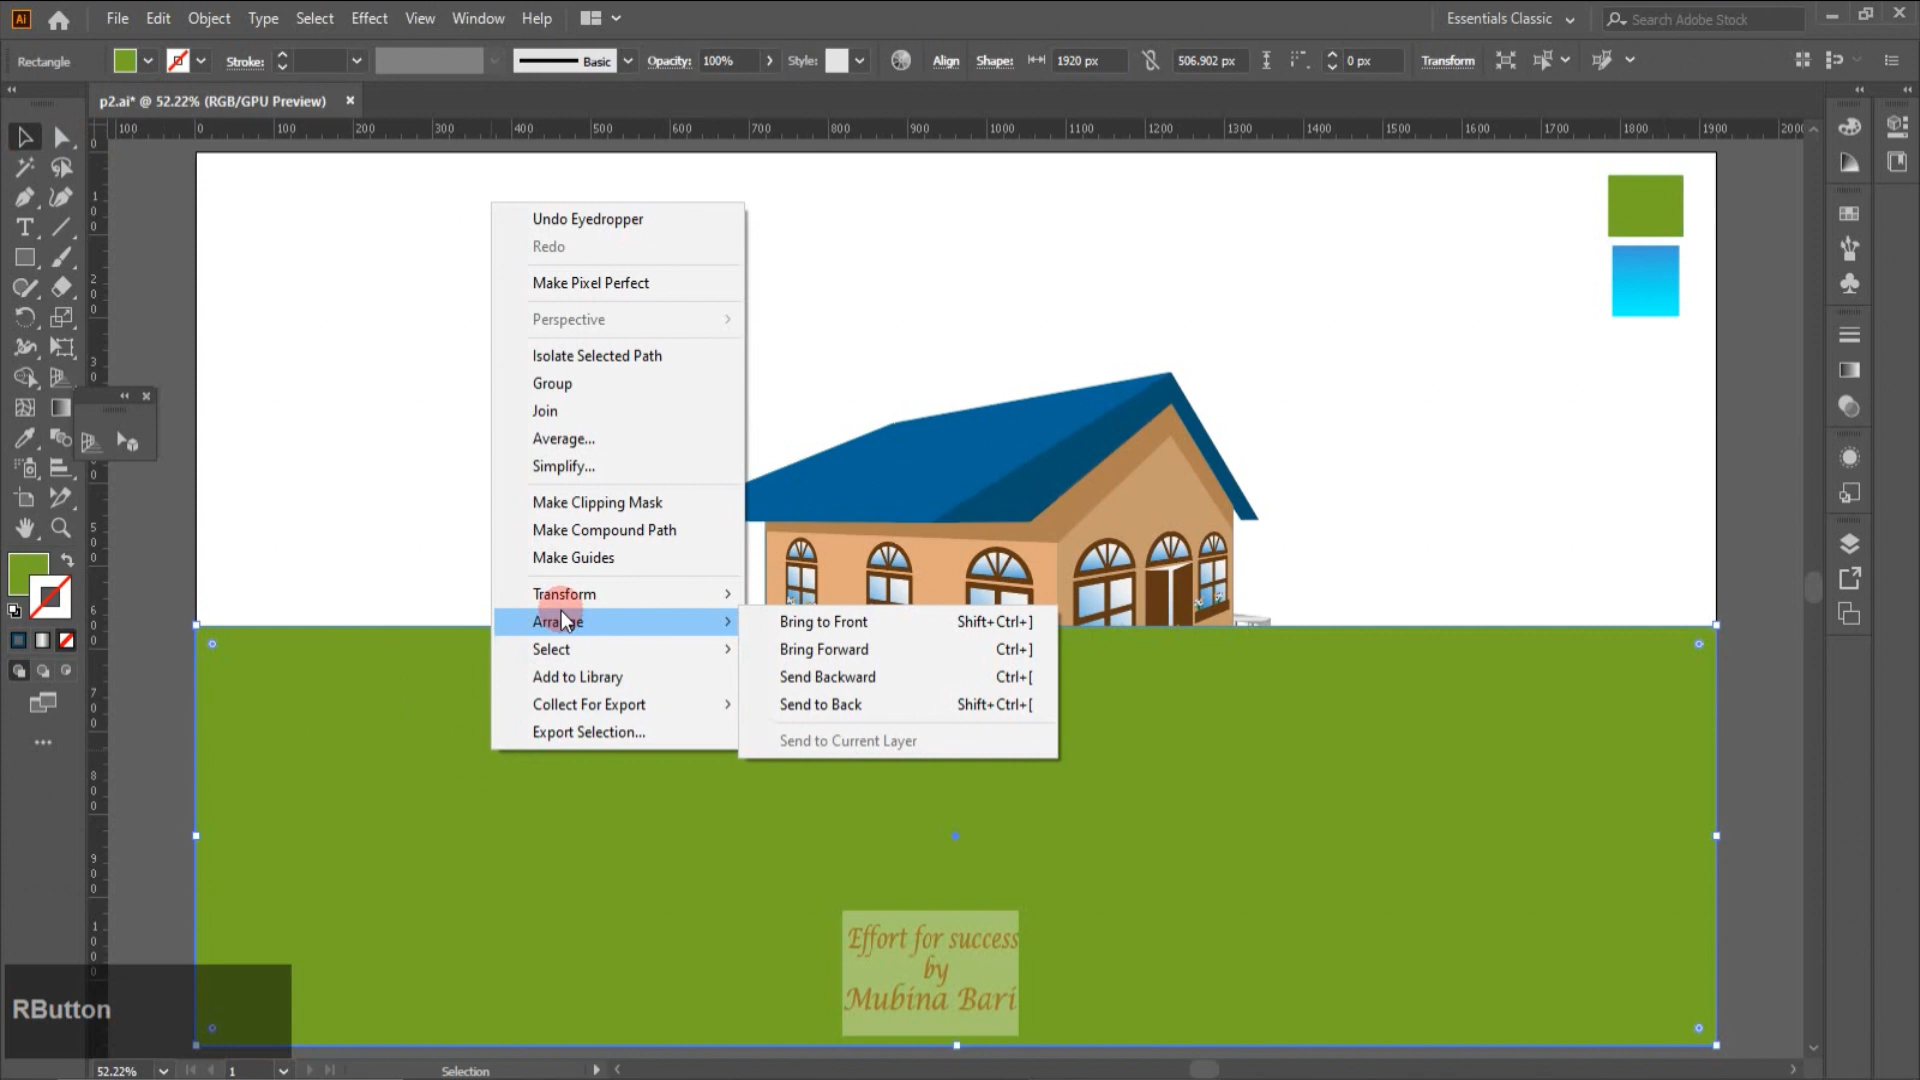 Ai File Edit Object Type Select Effect View Window Help Essentials Classic Search Adobe Stock
Rectangle Stroke: Basic Opacity: 100% Style: Align Shape: 1920 px 506.902 px 0 px Transform
p2.ai* @ 52.22% (RGB/GPU Preview)
100 0 100 200 300 400 500 600 700 800 900 1000 1100 1200 1300 1400 1500 1600 1700 1800 1900 2000
Undo Eyedropper
Redo
Make Pixel Perfect
Perspective
Isolate Selected Path
Group
Join
Average...
Simplify...
Make Clipping Mask
Make Compound Path
Make Guides
Transform
Arrange
Select
Add to Library
Collect For Export
Export Selection...
Bring to Front Shift+Ctrl+]
Bring Forward Ctrl+]
Send Backward Ctrl+[
Send to Back Shift+Ctrl+[
Send to Current Layer
Effort for success
by
Mubina Bari
RButton
52.22% 1 Selection